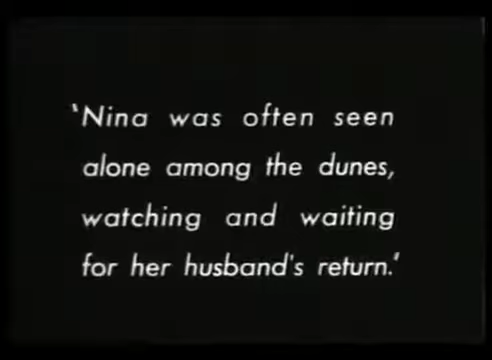 'Nina was often seen
alone among the dunes,
watching and waiting
for her husband's return.'